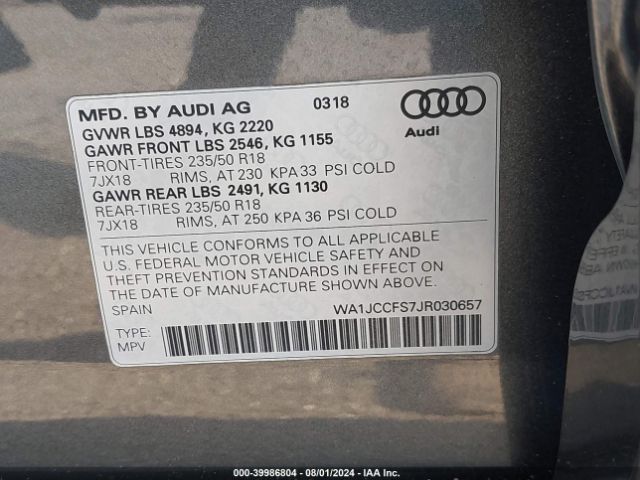 MFD. BY AUDI AG 0318
GVWR LBS 4894, KG 2220
GAWR FRONT LBS 2546, KG 1155
FRONT-TIRES 235/50 R18
7JX18 RIMS, AT 230 KPA 33 PSI COLD
GAWR REAR LBS 2491, KG 1130
REAR-TIRES 235/50 R18
7JX18 RIMS, AT 250 KPA 36 PSI COLD
Audi
THIS VEHICLE CONFORMS TO ALL APPLICABLE
U.S. FEDERAL MOTOR VEHICLE SAFETY AND
THEFT PREVENTION STANDARDS IN EFFECT ON
THE DATE OF MANUFACTURE SHOWN ABOVE.
SPAIN WA1JCCFS7JR030657
TYPE:
MPV
000-39986804 - 08/01/2024 - IAA Inc.